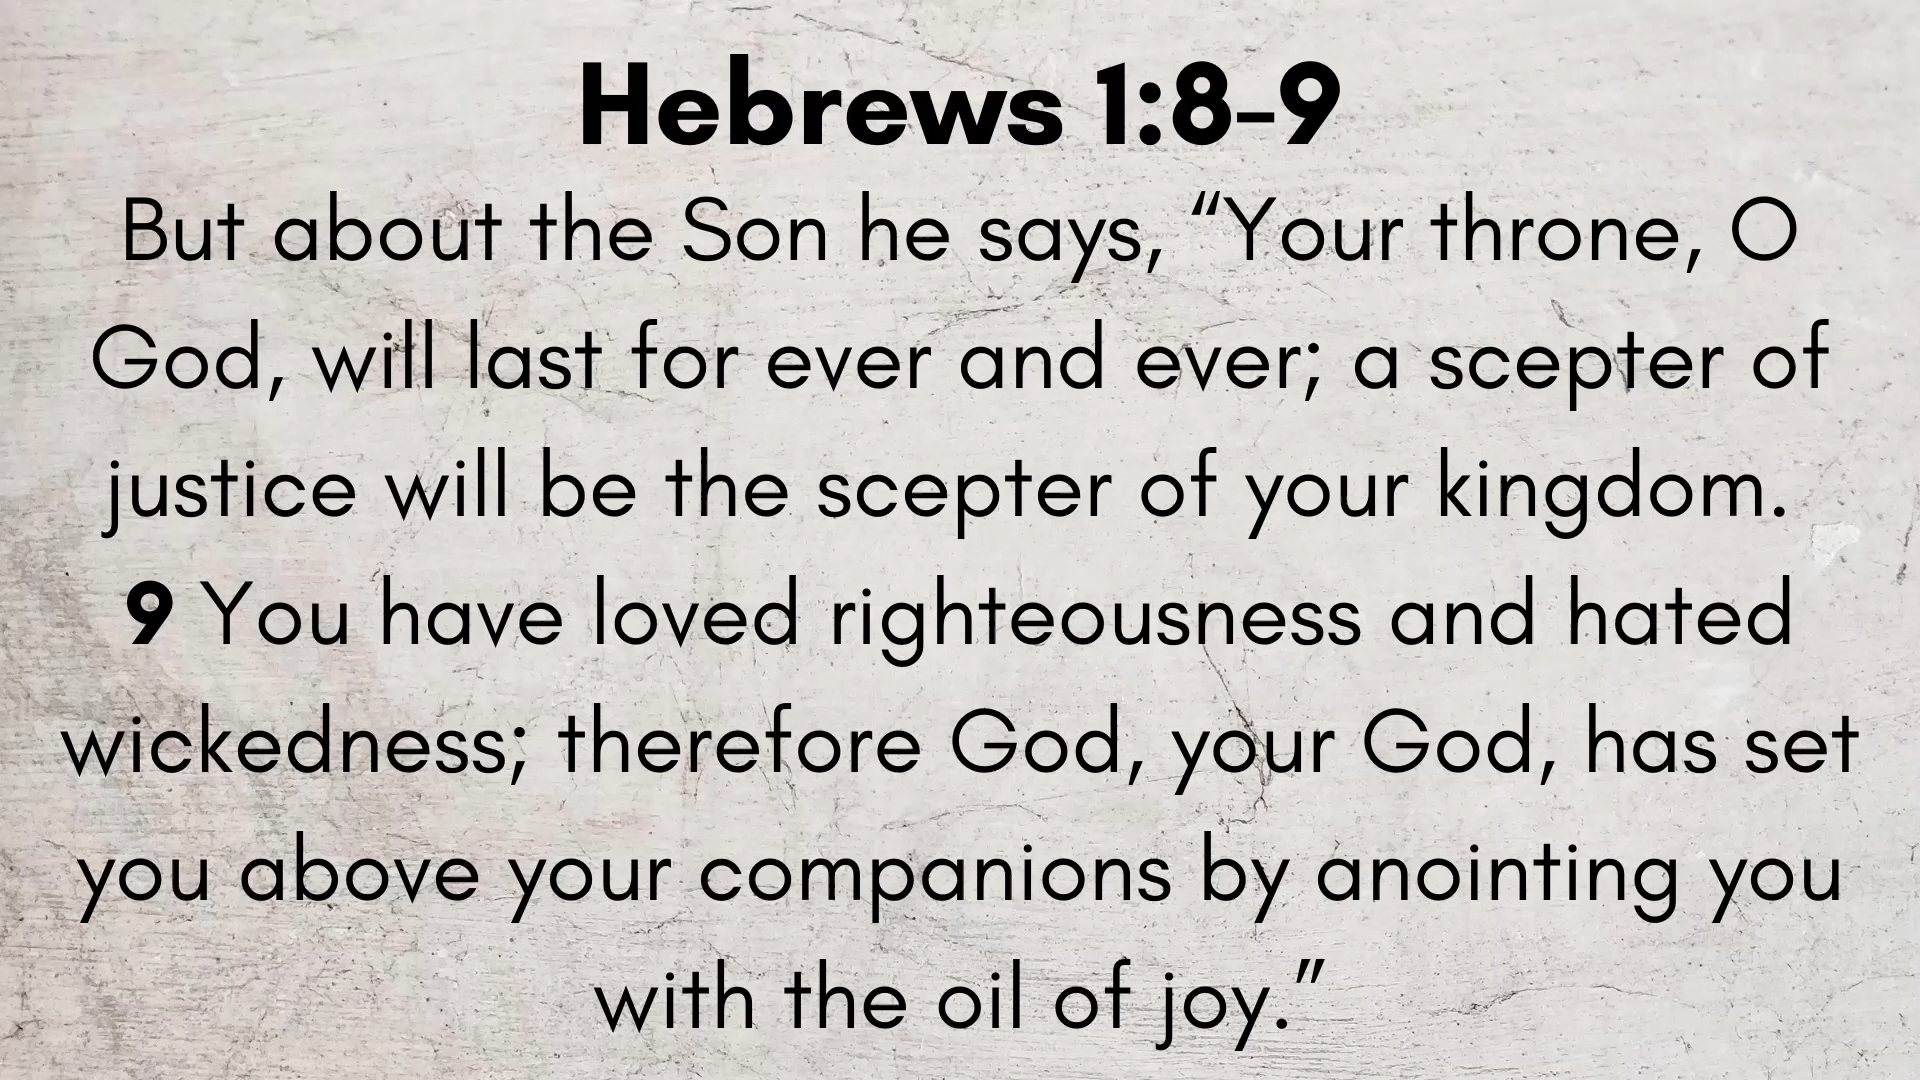 Hebrews 1:8-9
But about the Son he says, “Your throne, O
God, will last for ever and ever; a scepter of
justice will be the scepter of your kingdom.
9 You have loved righteousness and hated
wickedness; therefore God, your God, has set
you above your companions by anointing you
with the oil of joy.”